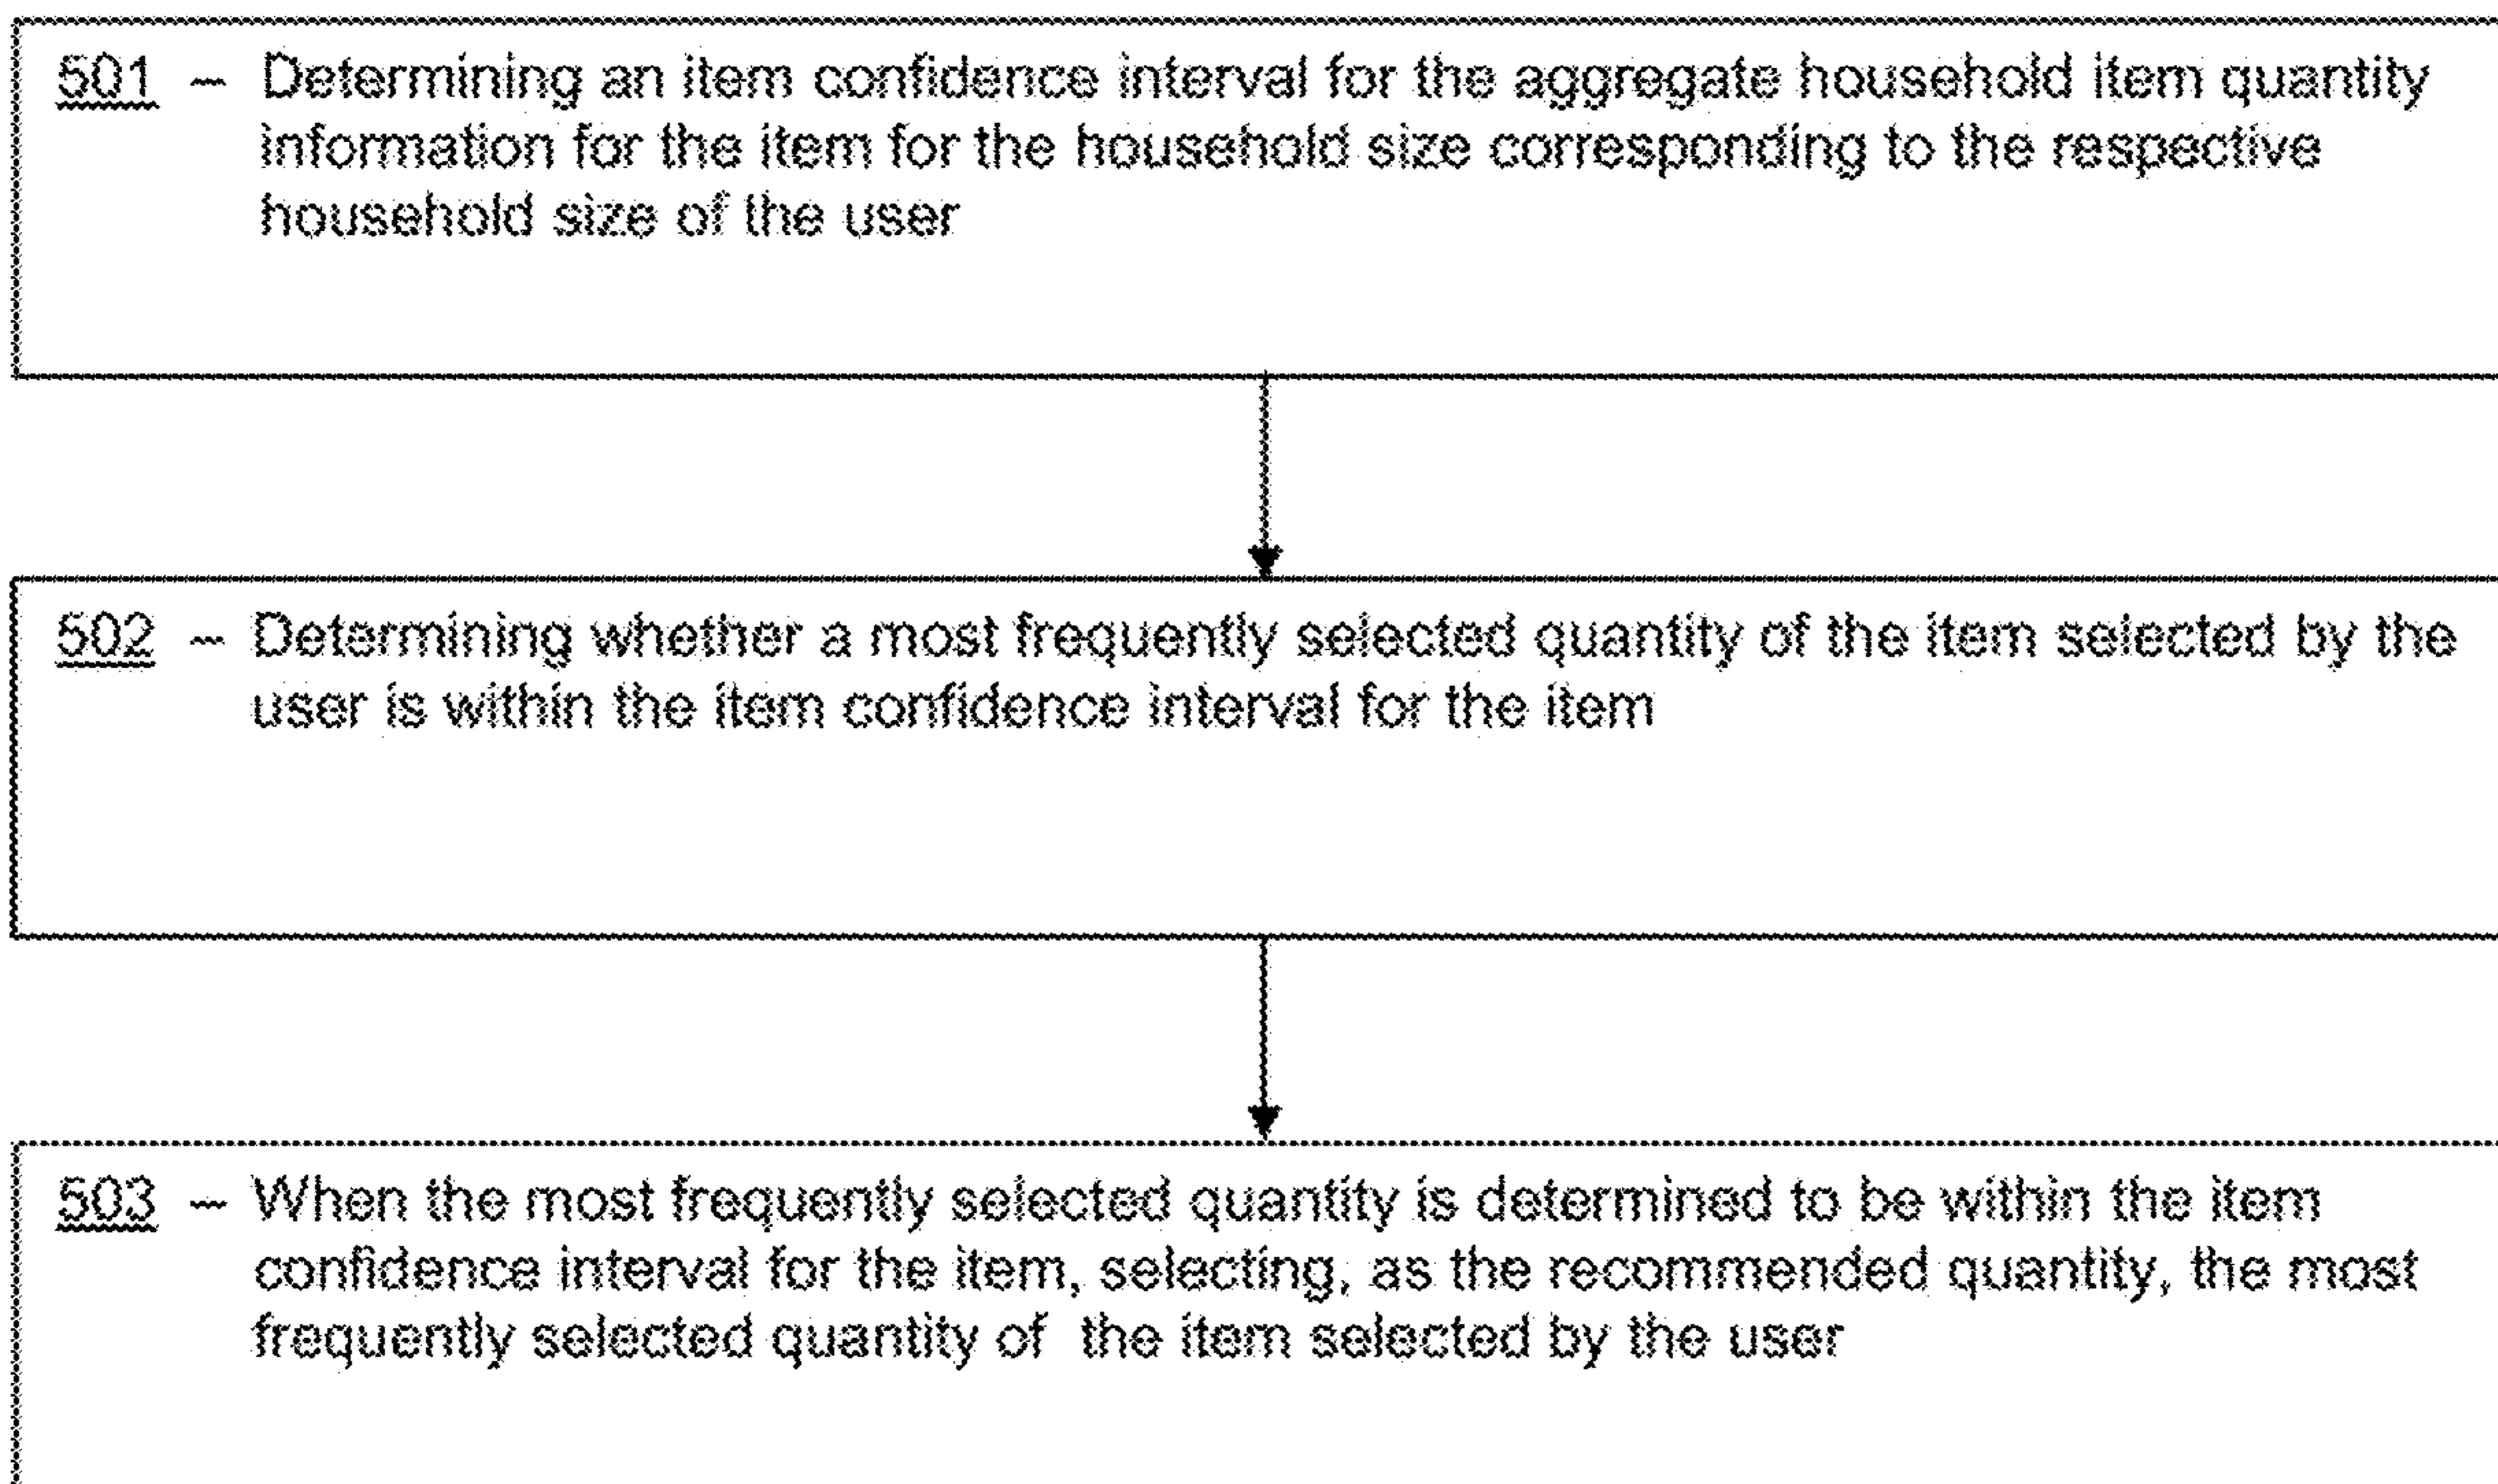 501 – Determining an item confidence interval for the aggregate household item quantity
information for the item for the household size corresponding to the respective
household size of the user
502 – Determining whether a most frequently selected quantity of the item selected by the
user is within the item confidence interval for the item
503 – When the most frequently selected quantity is determined to be within the item
confidence interval for the item, selecting, as the recommended quantity, the most
frequently selected quantity of the item selected by the user